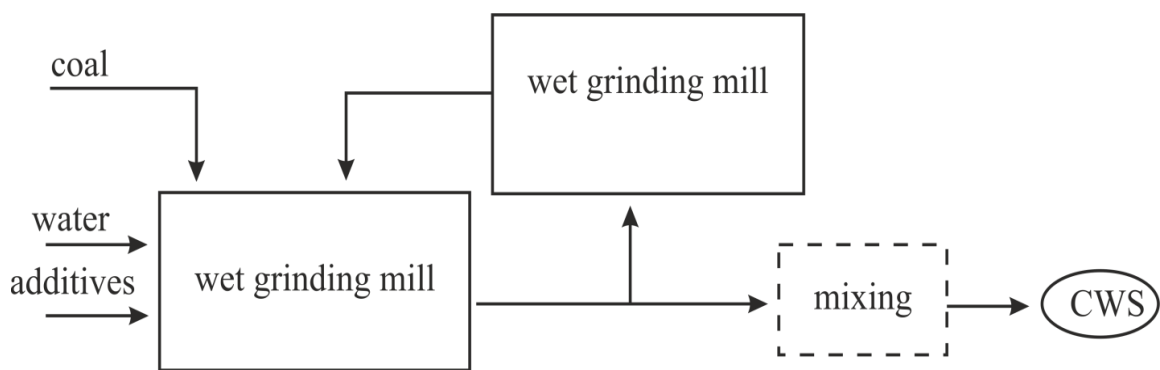 coal
wet grinding mill
water
additives
wet grinding mill
mixing
CWS